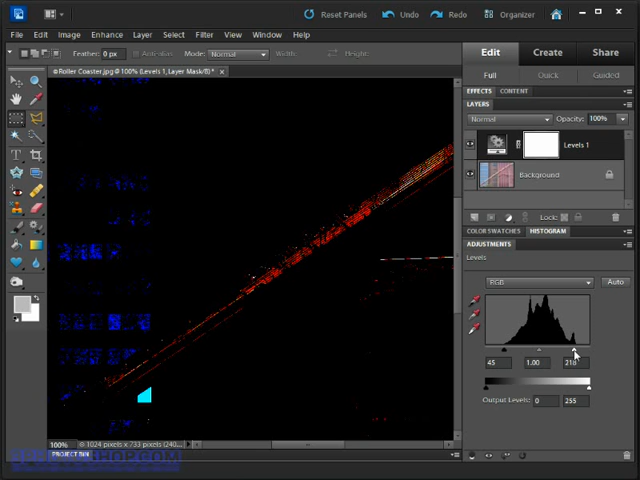 Reset Panels Undo Redo Organizer
File Edit Image Enhance Layer Select Filter View Window Help
Feather: 0 px Anti-alias Mode: Normal Width: Height:
Edit Create Share
Roller Coaster.jpg @ 100% (Levels 1,Layer Mask/8) *
Full Quick Guided
EFFECTS CONTENT
LAYERS
Normal Opacity: 100%
Levels 1
Background
Lock:
COLOR SWATCHES HISTOGRAM
ADJUSTMENTS
Levels
RGB Auto
45 1.00 210
Output Levels: 0 255
100% 1024 pixels x 733 pixels (240...
PROJECT BIN